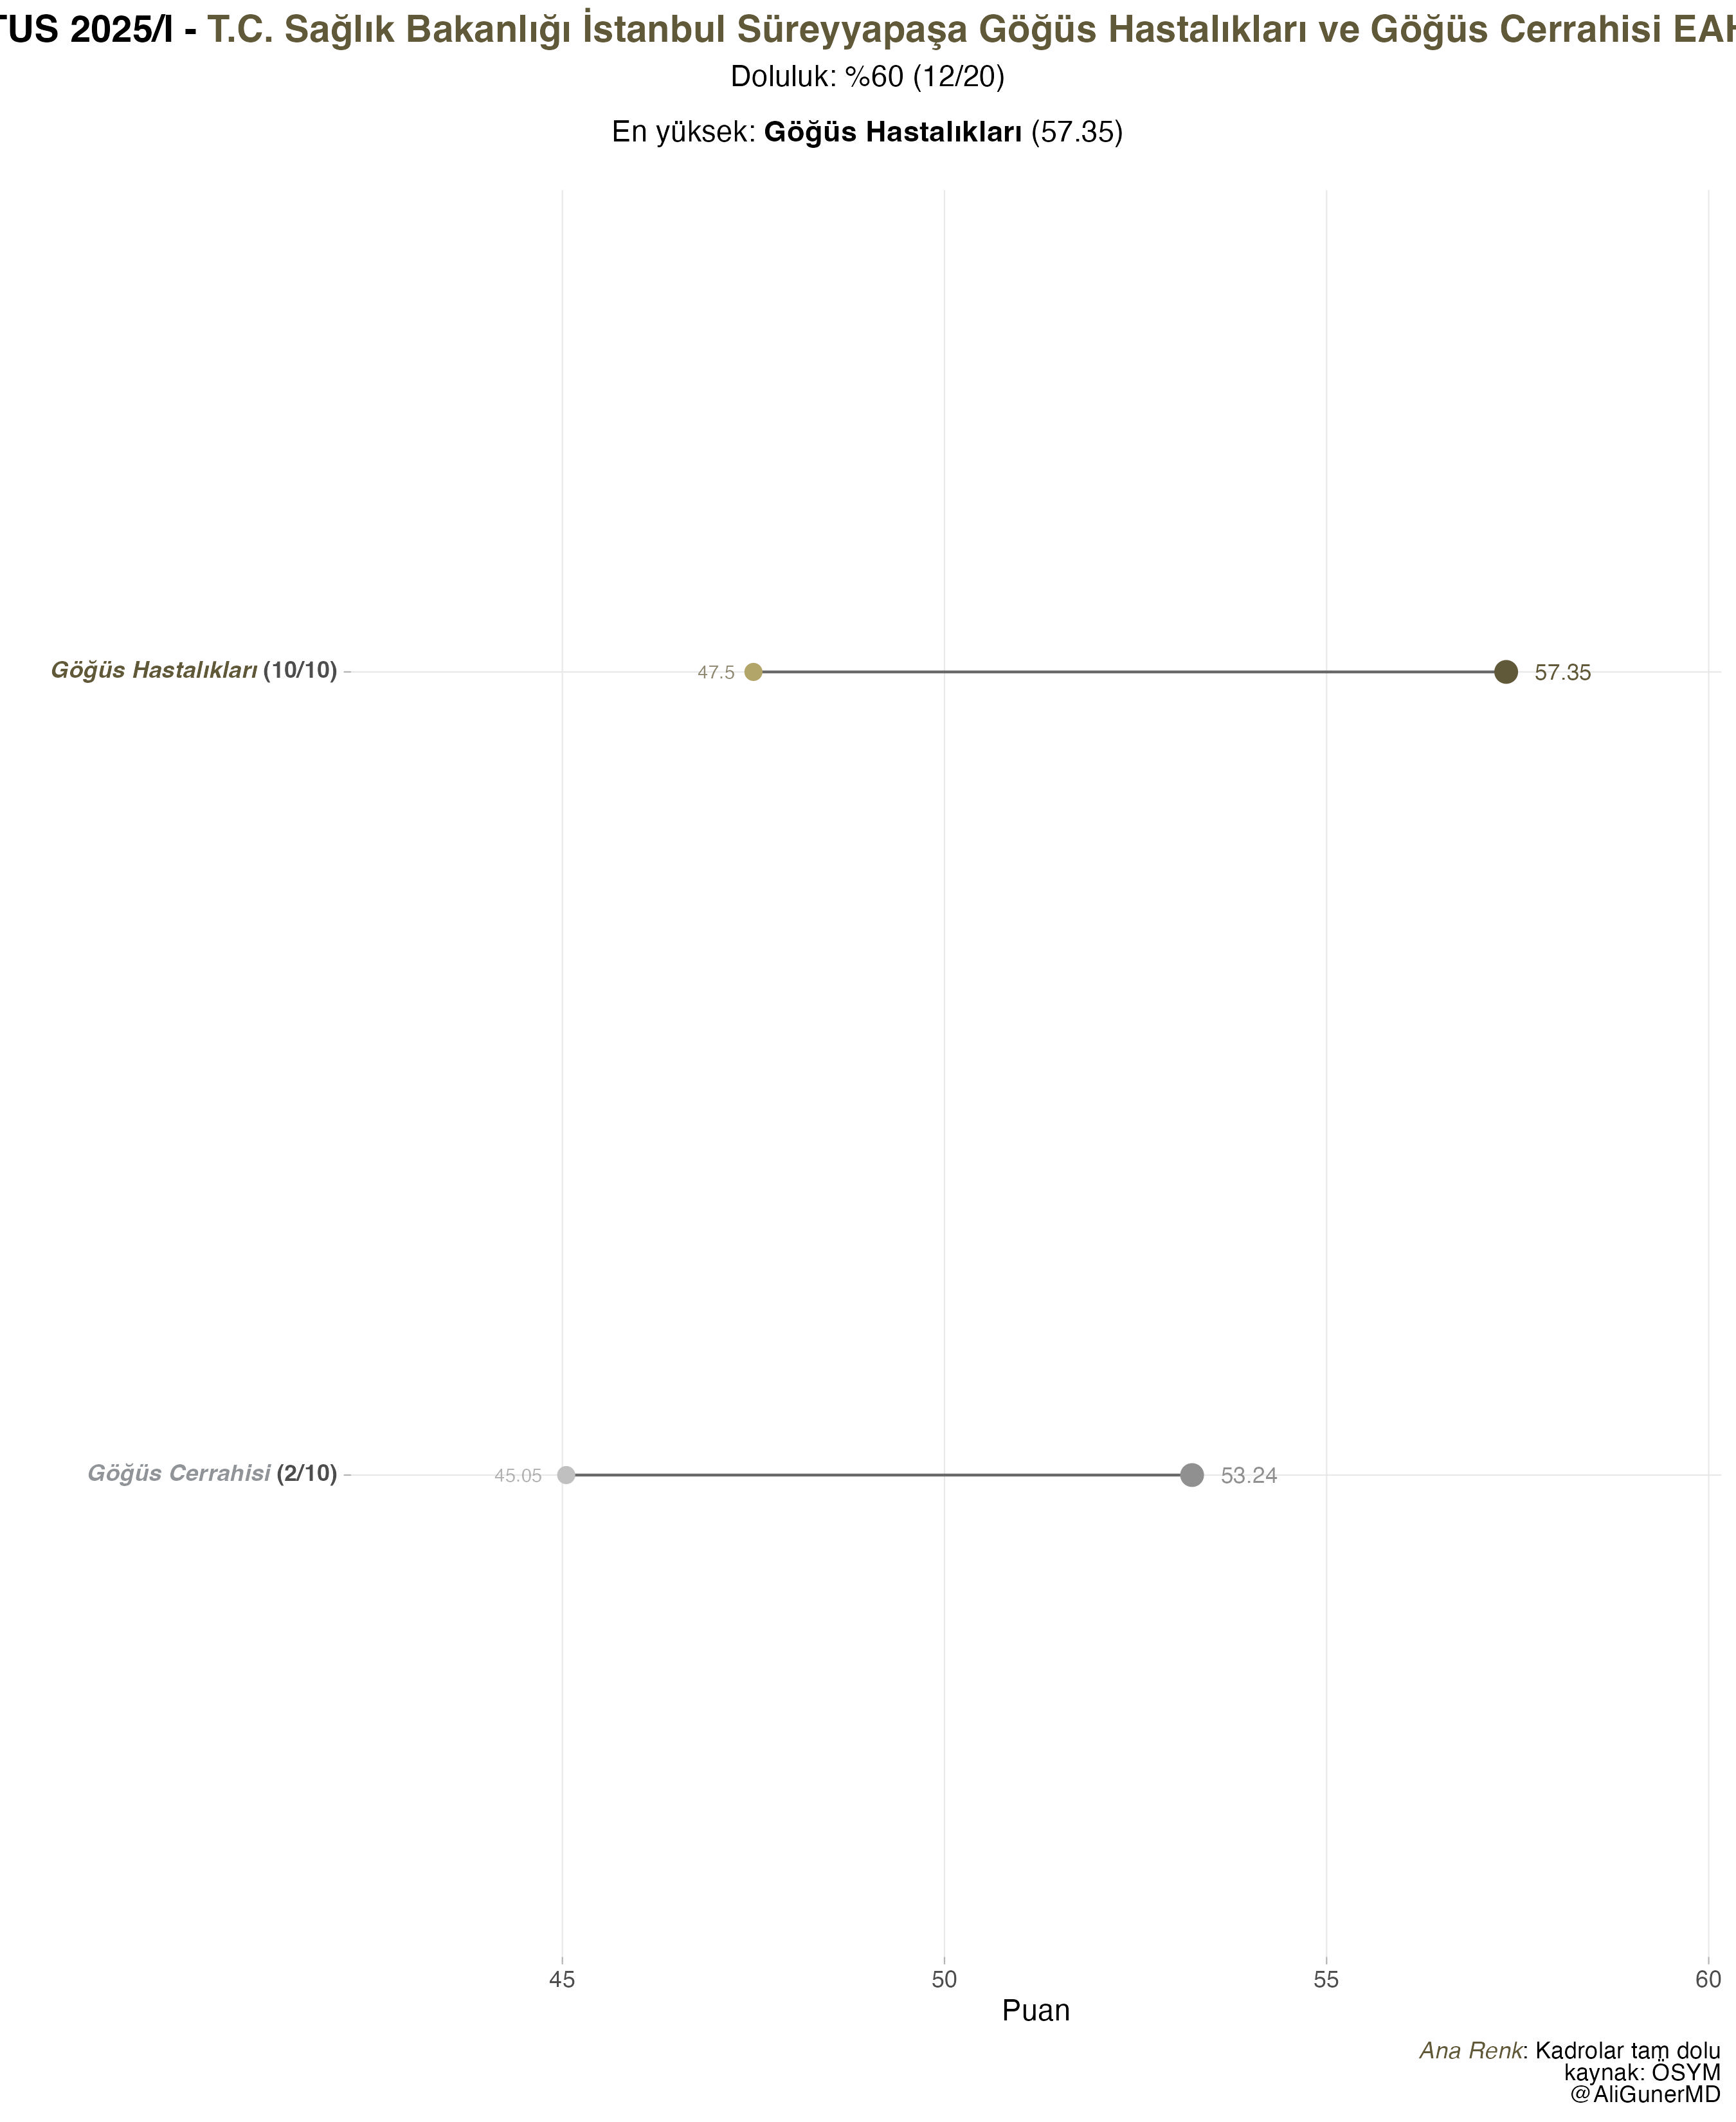 TUS 2025/I - T.C. Sağlık Bakanlığı İstanbul Süreyyapaşa Göğüs Hastalıkları ve Göğüs Cerrahisi EAH
Doluluk: %60 (12/20)
En yüksek: Göğüs Hastalıkları (57.35)
Göğüs Hastalıkları (10/10)
47.5
57.35
Göğüs Cerrahisi (2/10)
45.05
53.24
45 50 55 60
Puan
Ana Renk: Kadrolar tam dolu
kaynak: ÖSYM
@AliGunerMD